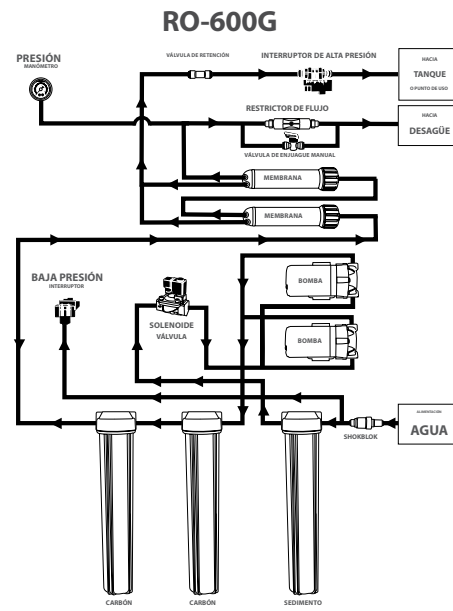 RO-600G
PRESIÓN
MANÓMETRO
VÁLVULA DE RETENCIÓN
INTERRUPTOR DE ALTA PRESIÓN
HACIA
TANQUE
O PUNTO DE USO
RESTRICTOR DE FLUJO
HACIA
DESAGÜE
VÁLVULA DE ENJUAGUE MANUAL
MEMBRANA
MEMBRANA
BAJA PRESIÓN
INTERRUPTOR
SOLENOIDE
VÁLVULA
BOMBA
BOMBA
ALIMENTACIÓN
AGUA
SHOKBLOK
CARBÓN
CARBÓN
SEDIMENTO